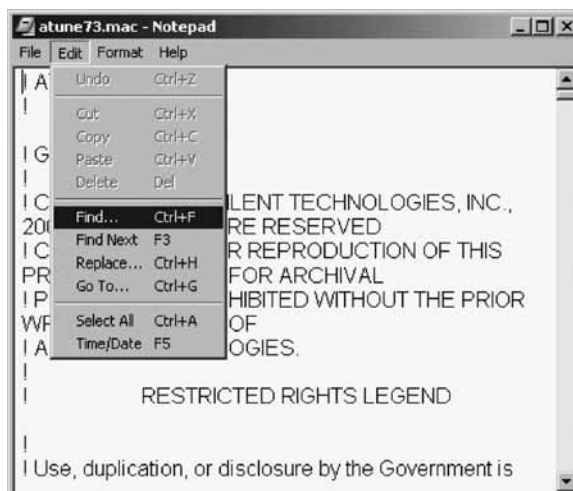 atune73.mac - Notepad
File Edit Format Help
Undo Ctrl+Z
Cut Ctrl+X
Copy Ctrl+C
Paste Ctrl+V
Delete Del
Find... Ctrl+F
Find Next F3
Replace... Ctrl+H
Go To... Ctrl+G
Select All Ctrl+A
Time/Date F5
! A
!
! G
!
! C LENT TECHNOLOGIES, INC.,
200 RE RESERVED
! C R REPRODUCTION OF THIS
PR FOR ARCHIVAL
! P HIBITED WITHOUT THE PRIOR
WR OF
! A OGIES.
!
! RESTRICTED RIGHTS LEGEND
!
! Use, duplication, or disclosure by the Government is